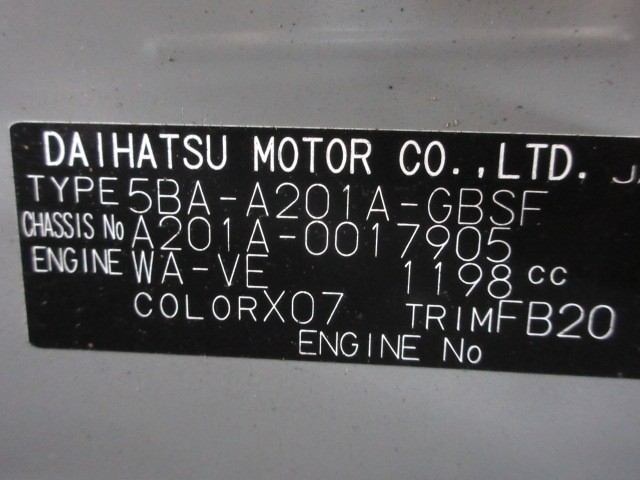 DAIHATSU MOTOR CO.,LTD.
TYPE 5BA-A201A-GBSF
CHASSIS No A201A-0017905
ENGINE WA-VE 1198 cc
COLOR X07 TRIM FB20
ENGINE No